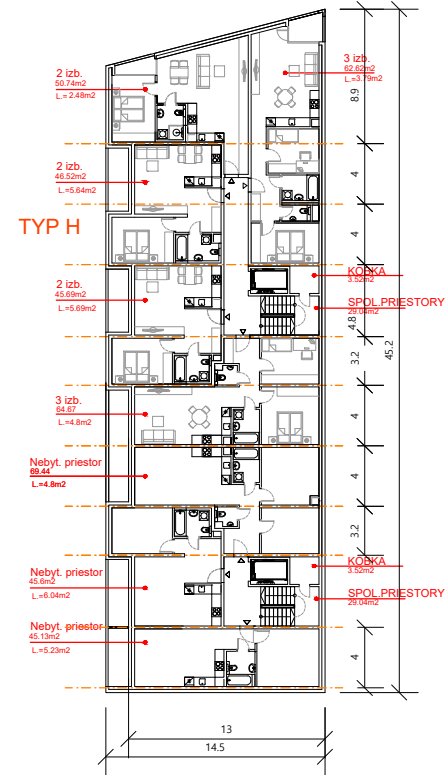 3 izb.
62.62m2
L.=3.79m2
2 izb.
50.74m2
L.= 2.48m2
8.9
2 izb.
46.52m2
L.=5.64m2
4
TYP H
4
2 izb.
45.69m2
L.=5.69m2
KOBKA
3.52m2
SPOL.PRIESTORY
29.04m2
4.8
45.2
3.2
3 izb.
64.67
L.=4.8m2
4
Nebyt. priestor
69.44
L.=4.8m2
4
3.2
KOBKA
3.52m2
Nebyt. priestor
45.6m2
L.=6.04m2
SPOL.PRIESTORY
29.04m2
Nebyt. priestor
45.13m2
L.=5.23m2
4
13
14.5